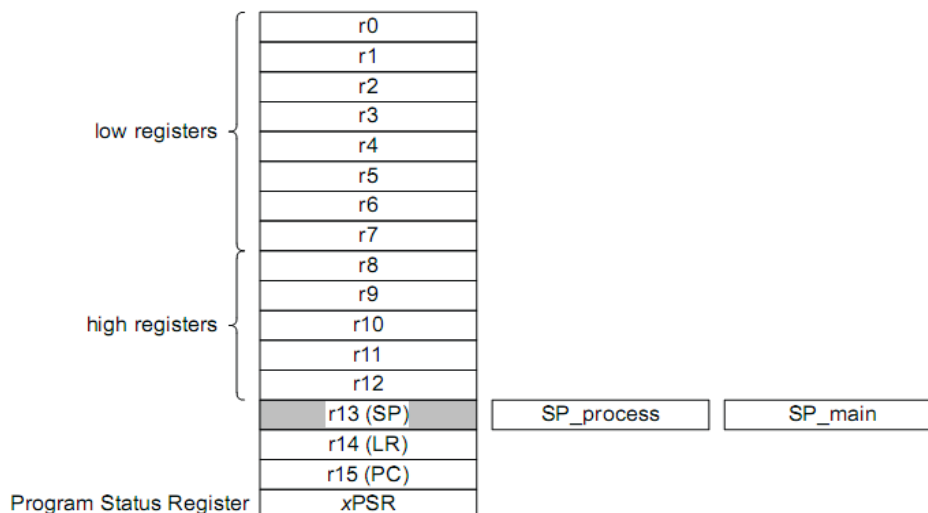 r0
r1
r2
r3
low registers
r4
r5
r6
r7
r8
r9
high registers
r10
r11
r12
r13 (SP)
SP_process
SP_main
r14 (LR)
r15 (PC)
Program Status Register
xPSR